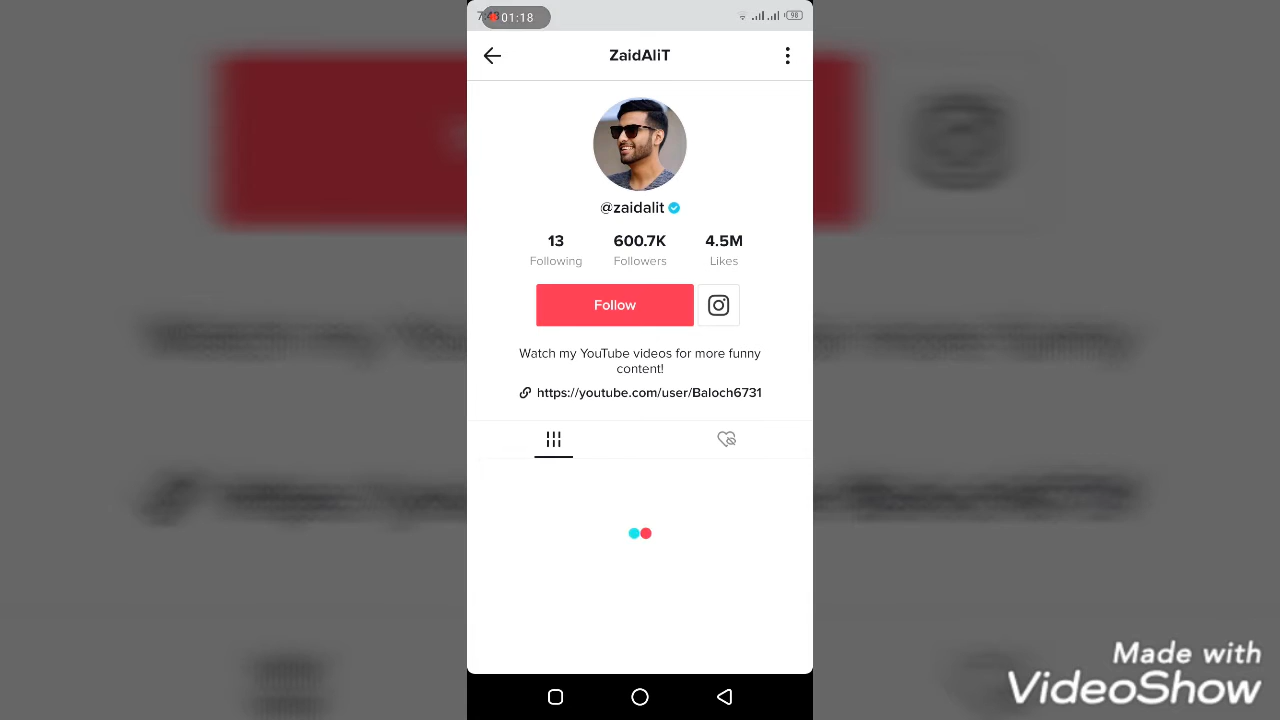 01:18
98
ZaidAliT
@zaidalit
13 600.7K 4.5M
Following Followers Likes
Follow
Watch my YouTube videos for more funny
content!
https://youtube.com/user/Baloch6731
Made with
VideoShow